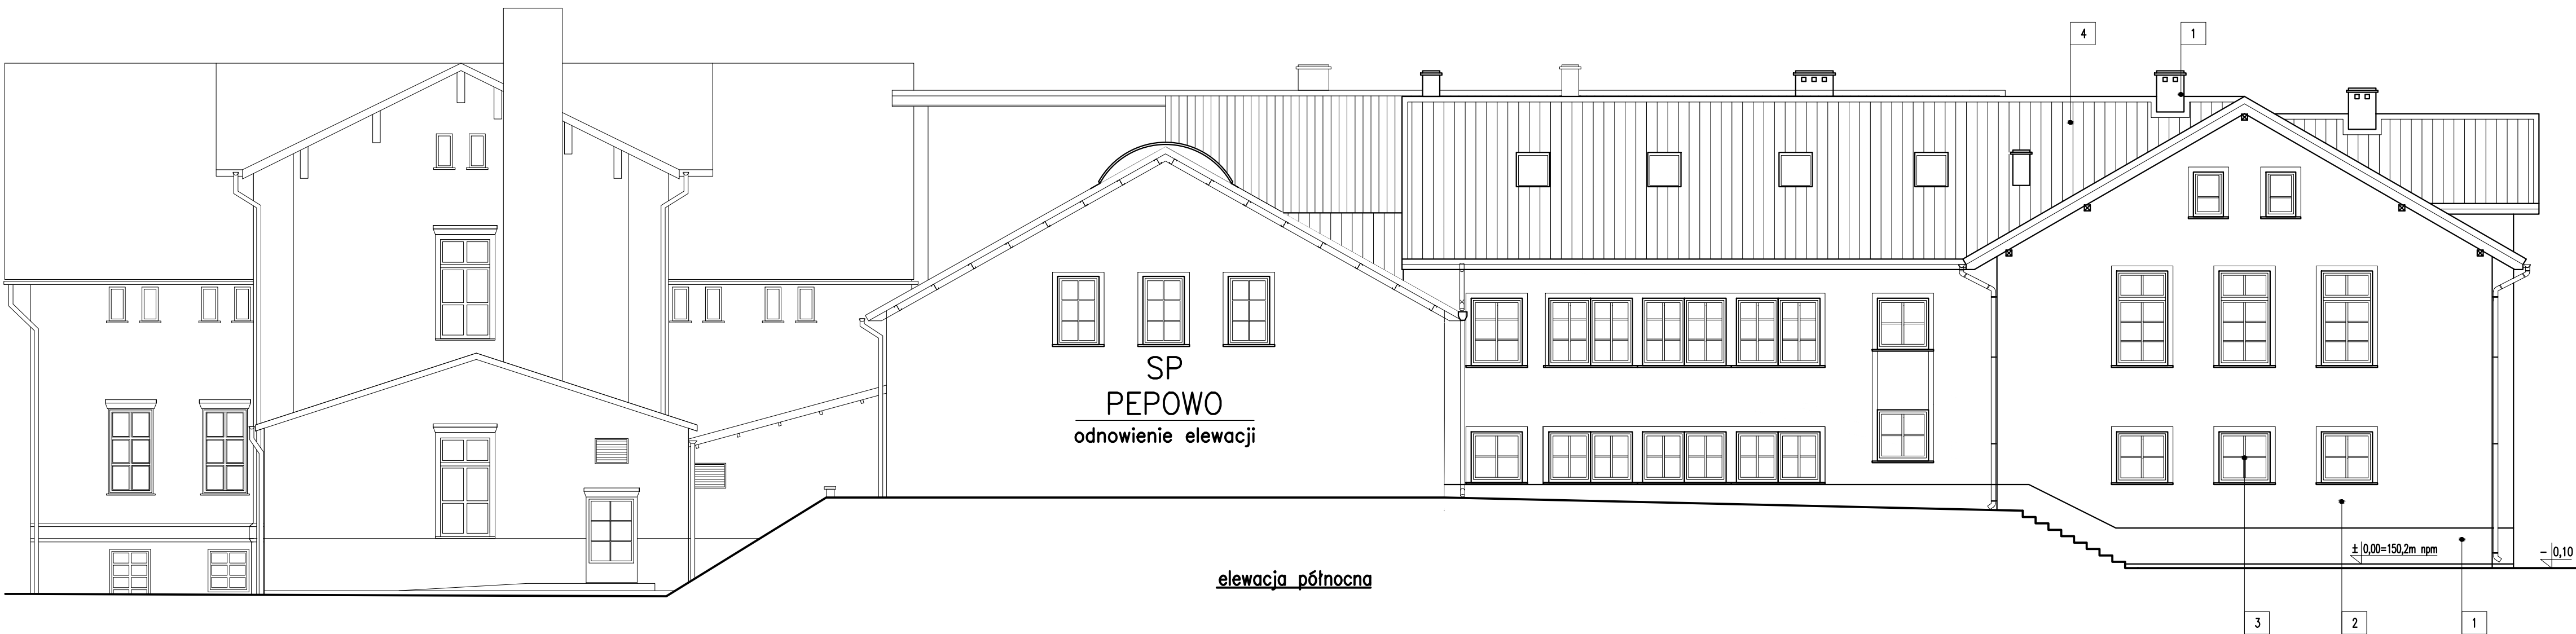 4 1
SP
PEPOWO
odnowienie elewacji
± 0,00=150,2m npm
- 0,10
elewacja północna
3 2 1